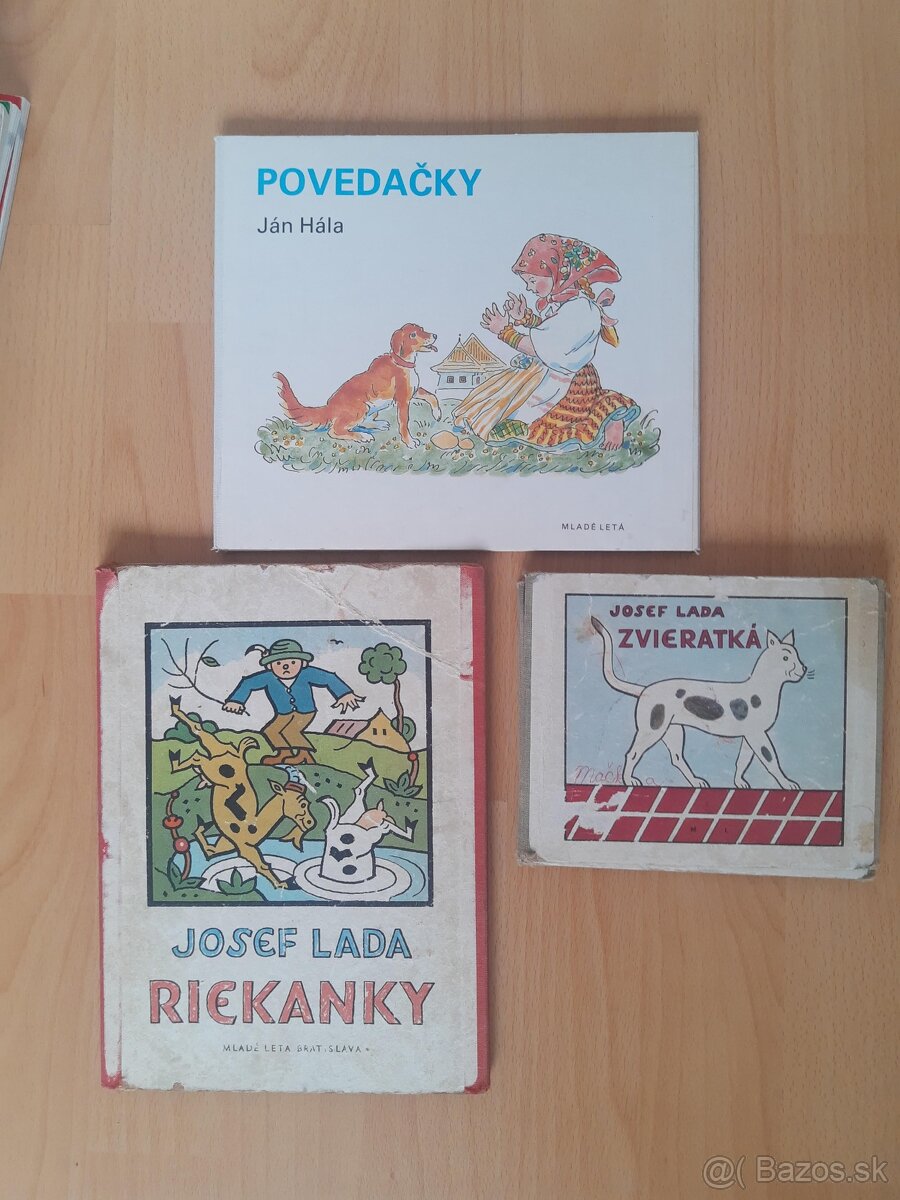 POVEDAČKY
Ján Hála
MLADÉ LETÁ
JOSEF LADA
RIEKANKY
MLADÉ LETÁ BRATISLAVA
JOSEF LADA
ZVIERATKÁ
M L
@( Bazos.sk